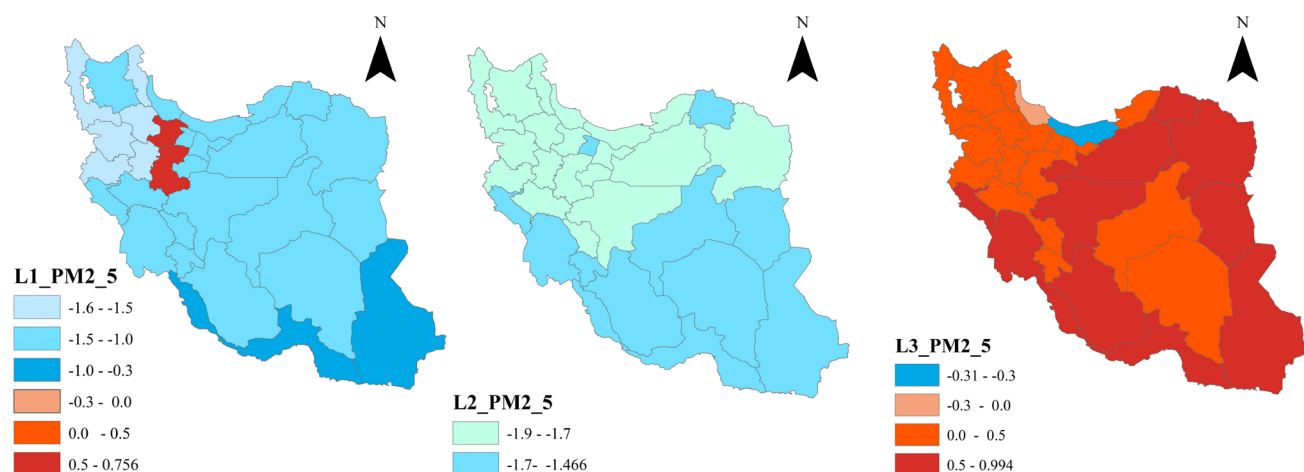 N
N
N
L1_PM2_5
-1.6 - -1.5
-1.5 - -1.0
-1.0 - -0.3
-0.3 - 0.0
0.0 - 0.5
0.5 - 0.756
L2_PM2_5
-1.9 - -1.7
-1.7- -1.466
L3_PM2_5
-0.31 - -0.3
-0.3 - 0.0
0.0 - 0.5
0.5 - 0.994